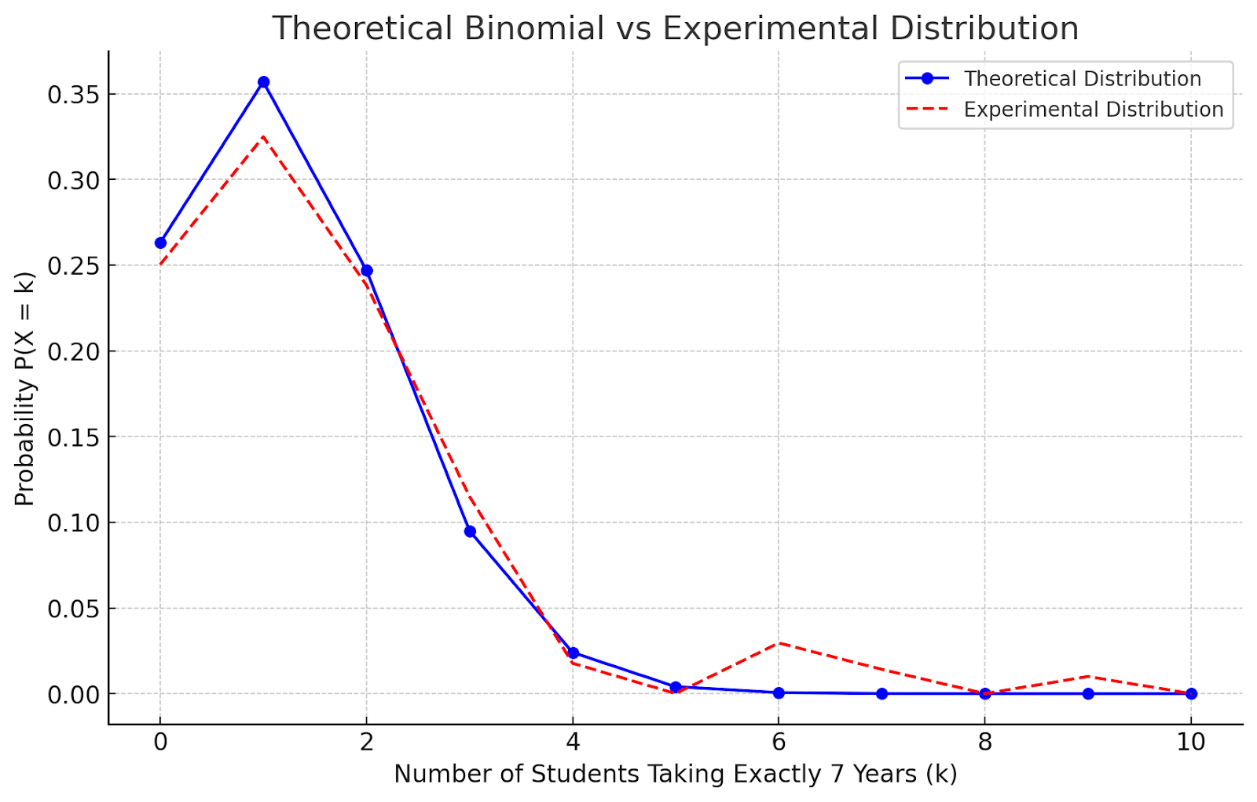 Theoretical Binomial vs Experimental Distribution
Theoretical Distribution
Experimental Distribution
Probability P(X = k)
0.35
0.30
0.25
0.20
0.15
0.10
0.05
0.00
0 2 4 6 8 10
Number of Students Taking Exactly 7 Years (k)